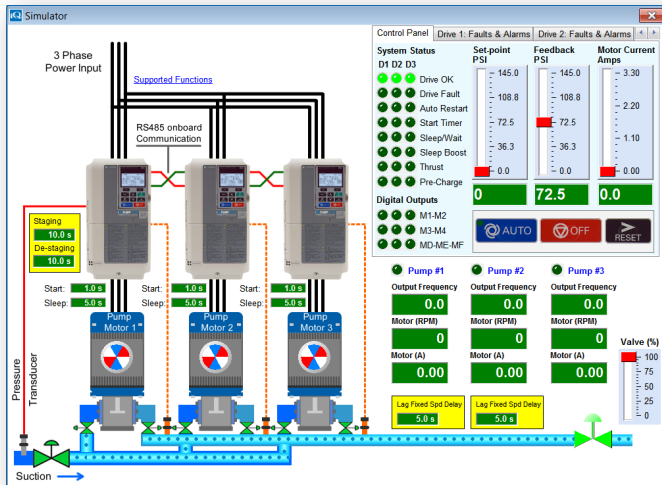 iQ Simulator
3 Phase
Power Input
Supported Functions
RS485 onboard
Communication
Staging
10.0 s
De-staging
10.0 s
Start: 1.0 s
Sleep: 5.0 s
Start: 1.0 s
Sleep: 5.0 s
Start: 1.0 s
Sleep: 5.0 s
Pump
Motor 1
Pump
Motor 2
Pump
Motor 3
Pressure
Transducer
Suction
Control Panel
Drive 1: Faults & Alarms
Drive 2: Faults & Alarms
System Status
D1 D2 D3
Drive OK
Drive Fault
Auto Restart
Start Timer
Sleep/Wait
Sleep Boost
Thrust
Pre-Charge
Digital Outputs
M1-M2
M3-M4
MD-ME-MF
Set-point
PSI
145.0
108.8
72.5
36.3
0.0
0
Feedback
PSI
145.0
108.8
72.5
36.3
0.0
72.5
Motor Current
Amps
3.30
2.20
1.10
0.00
0.0
AUTO
OFF
RESET
Pump #1
Output Frequency
0.0
Motor (RPM)
0
Motor (A)
0.00
Lag Fixed Spd Delay
5.0 s
Pump #2
Output Frequency
0.0
Motor (RPM)
0
Motor (A)
0.00
Lag Fixed Spd Delay
5.0 s
Pump #3
Output Frequency
0.0
Motor (RPM)
0
Motor (A)
0.00
Valve (%)
100
75
50
25
0